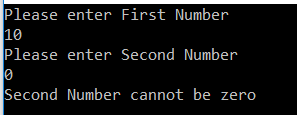 Please enter First Number
10
Please enter Second Number
0
Second Number cannot be zero